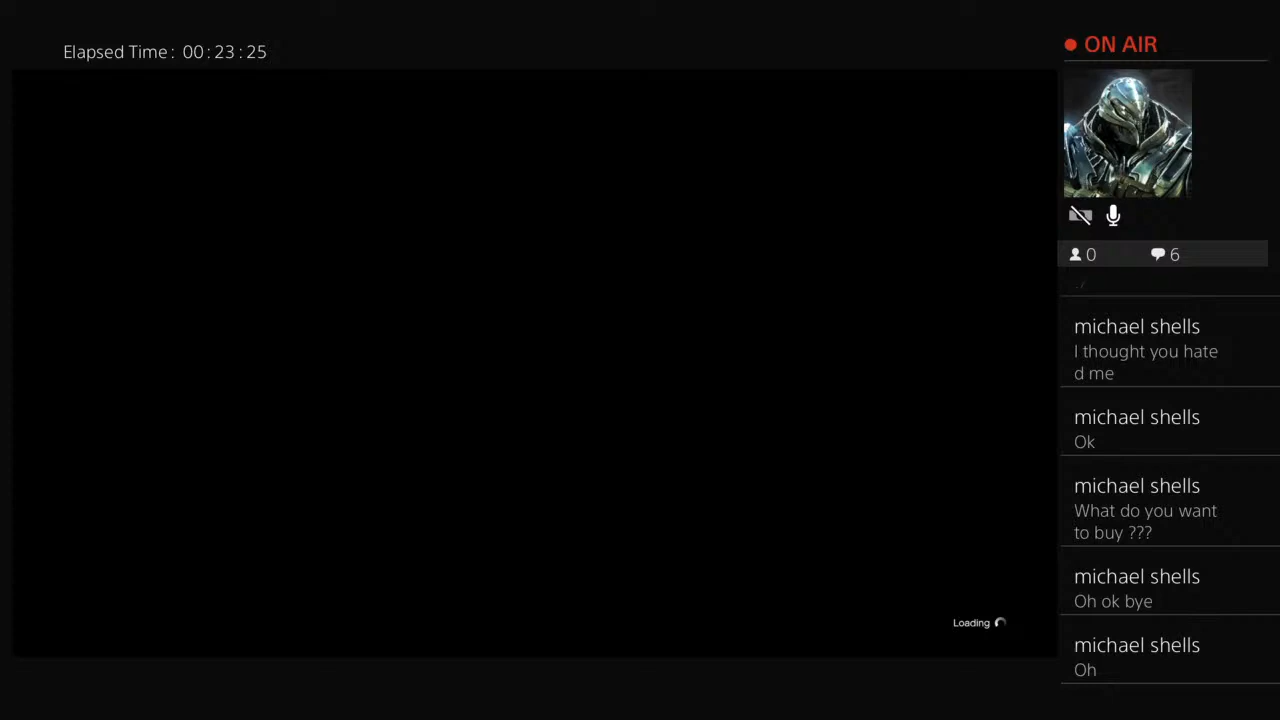 Elapsed Time: 00:23:25
ON AIR
0 6
michael shells
I thought you hate
d me
michael shells
Ok
michael shells
What do you want
to buy ???
michael shells
Oh ok bye
Loading
michael shells
Oh